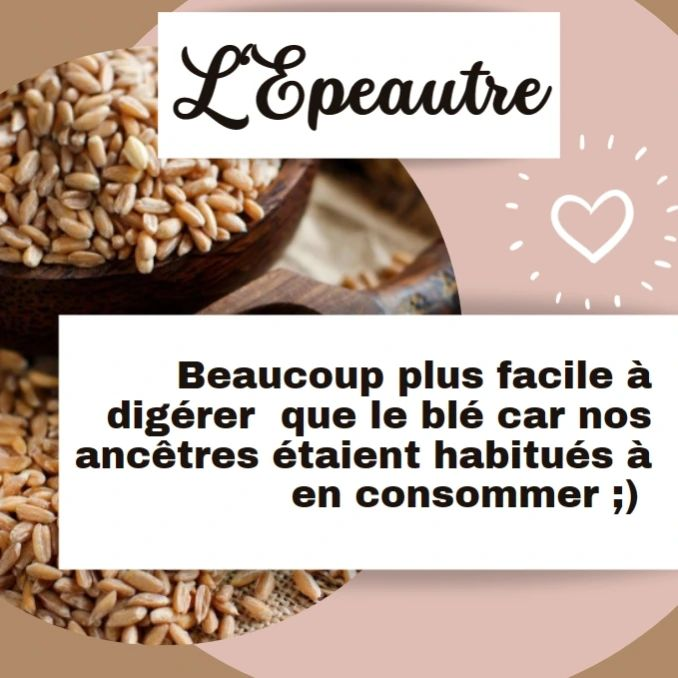 L'Epeautre
Beaucoup plus facile à
digérer  que le blé car nos
ancêtres étaient habitués à
en consommer ;)